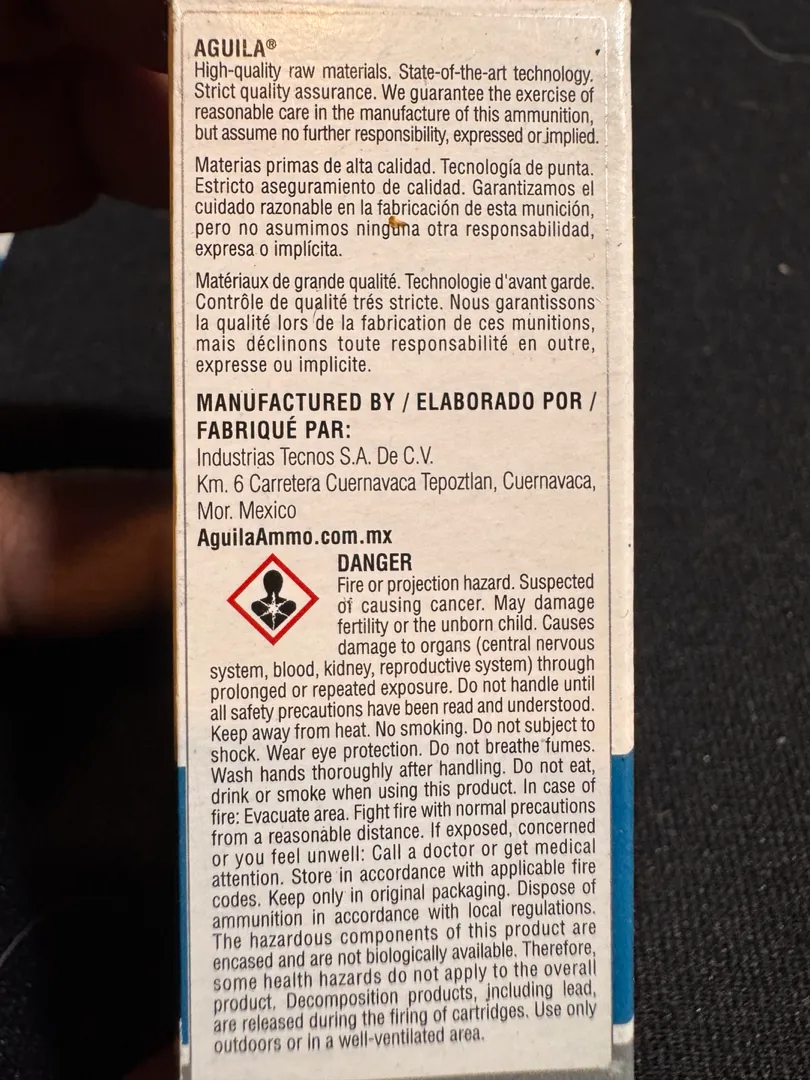 AGUILA®
High-quality raw materials. State-of-the-art technology.
Strict quality assurance. We guarantee the exercise of
reasonable care in the manufacture of this ammunition,
but assume no further responsibility, expressed or implied.
Materias primas de alta calidad. Tecnología de punta.
Estricto aseguramiento de calidad. Garantizamos el
cuidado razonable en la fabricación de esta munición,
pero no asumimos ninguna otra responsabilidad,
expresa o implícita.
Matériaux de grande qualité. Technologie d'avant garde.
Contrôle de qualité trés stricte. Nous garantissons
la qualité lors de la fabrication de ces munitions,
mais déclinons toute responsabilité en outre,
expresse ou implicite.
MANUFACTURED BY / ELABORADO POR /
FABRIQUÉ PAR:
Industrias Tecnos S.A. De C.V.
Km. 6 Carretera Cuernavaca Tepoztlan, Cuernavaca,
Mor. Mexico
AguilaAmmo.com.mx
DANGER
Fire or projection hazard. Suspected
of causing cancer. May damage
fertility or the unborn child. Causes
damage to organs (central nervous
system, blood, kidney, reproductive system) through
prolonged or repeated exposure. Do not handle until
all safety precautions have been read and understood.
Keep away from heat. No smoking. Do not subject to
shock. Wear eye protection. Do not breathe fumes.
Wash hands thoroughly after handling. Do not eat,
drink or smoke when using this product. In case of
fire: Evacuate area. Fight fire with normal precautions
from a reasonable distance. If exposed, concerned
or you feel unwell: Call a doctor or get medical
attention. Store in accordance with applicable fire
codes. Keep only in original packaging. Dispose of
ammunition in accordance with local regulations.
The hazardous components of this product are
encased and are not biologically available. Therefore,
some health hazards do not apply to the overall
product. Decomposition products, including lead,
are released during the firing of cartridges. Use only
outdoors or in a well-ventilated area.